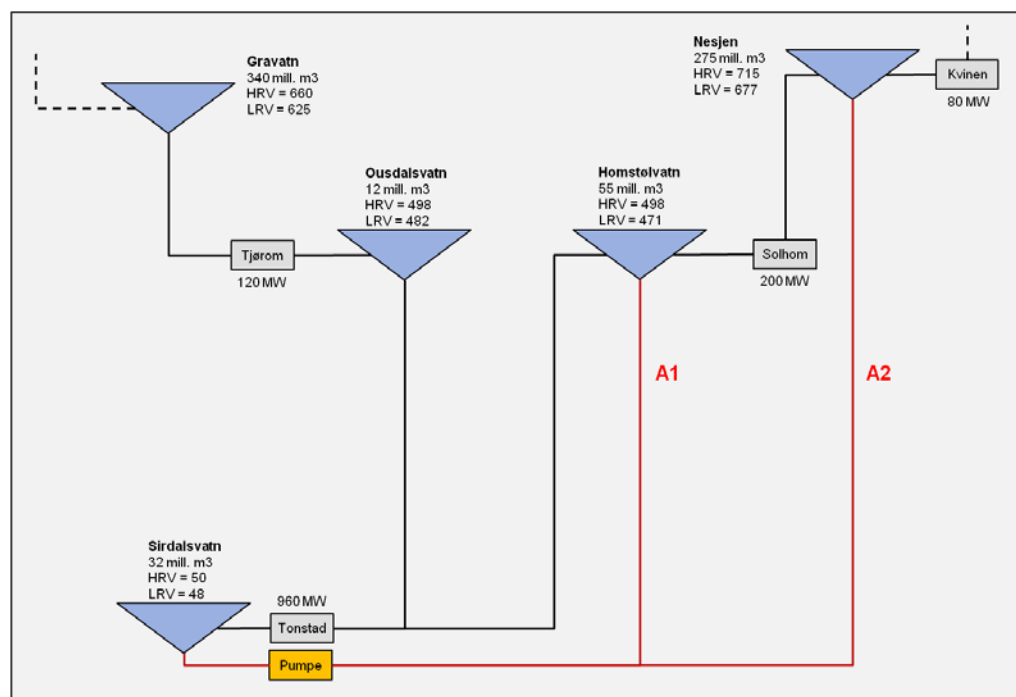 Gravatn
340 mill. m3
HRV = 660
LRV = 625
Nesjen
275 mill. m3
HRV = 715
LRV = 677
Kvinen
80 MW
Ousdalsvatn
12 mill. m3
HRV = 498
LRV = 482
Homstølvatn
55 mill. m3
HRV = 498
LRV = 471
Tjørom
120 MW
Solhom
200 MW
A1
A2
Sirdalsvatn
32 mill. m3
HRV = 50
LRV = 48
960 MW
Tonstad
Pumpe